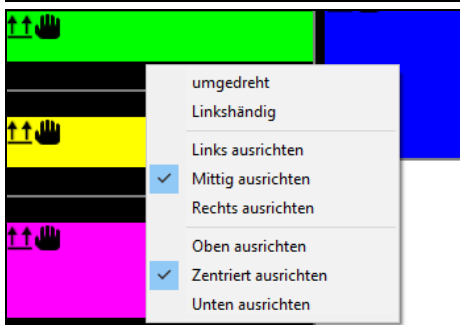 umgedreht
Linkshändig
Links ausrichten
Mittig ausrichten
Rechts ausrichten
Oben ausrichten
Zentriert ausrichten
Unten ausrichten